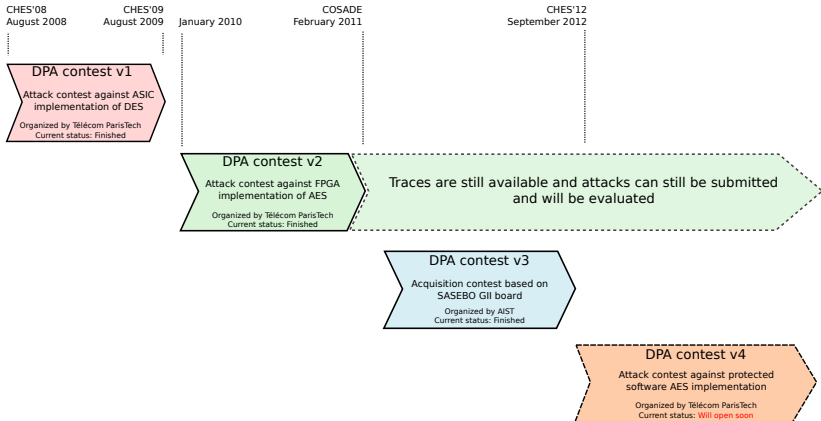 CHES'08
August 2008
CHES'09
August 2009
January 2010
COSADE
February 2011
CHES'12
September 2012
DPA contest v1
Attack contest against ASIC
implementation of DES
Organized by Télécom ParisTech
Current status: Finished
DPA contest v2
Attack contest against FPGA
implementation of AES
Organized by Télécom ParisTech
Current status: Finished
Traces are still available and attacks can still be submitted
and will be evaluated
DPA contest v3
Acquisition contest based on
SASEBO GII board
Organized by AIST
Current status: Finished
DPA contest v4
Attack contest against protected
software AES implementation
Organized by Télécom ParisTech
Current status: Will open soon